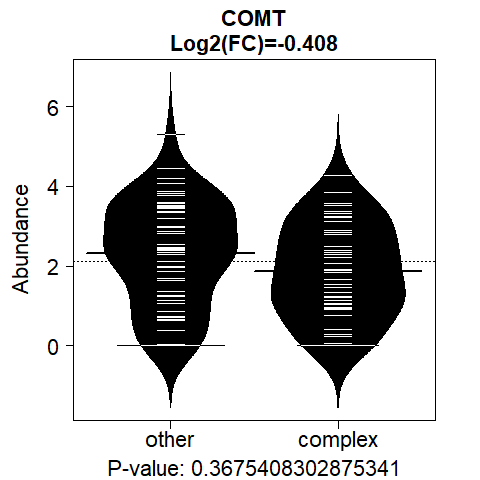 COMT
Log2(FC)=-0.408
Abundance
6
4
2
0
other complex
P-value: 0.3675408302875341